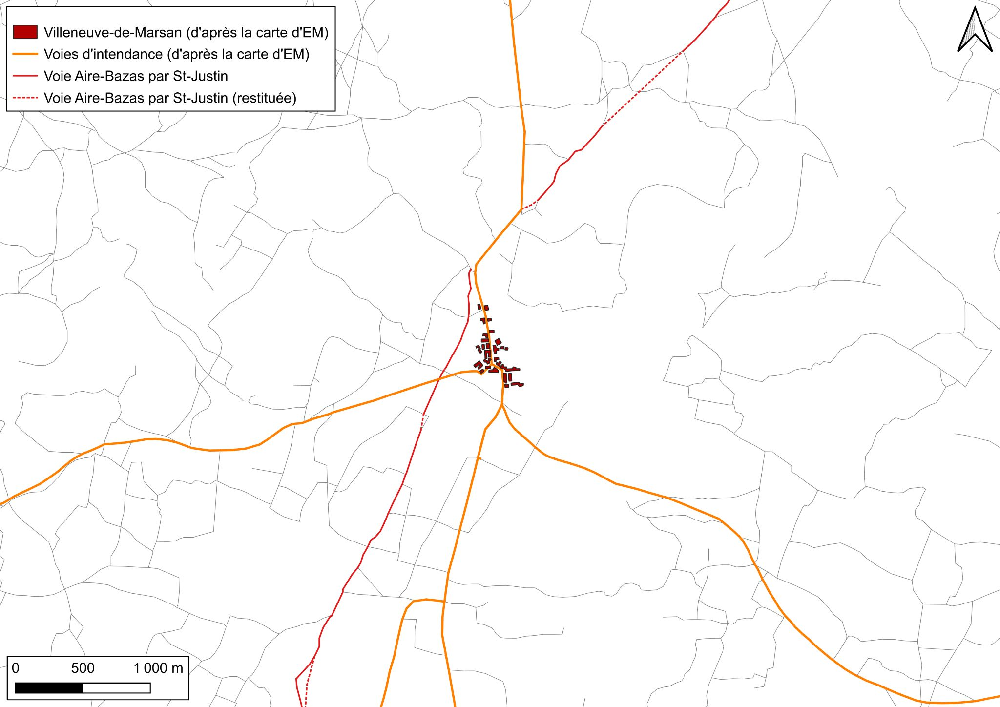 Villeneuve-de-Marsan (d'après la carte d'EM)
Voies d'intendance (d'après la carte d'EM)
Voie Aire-Bazas par St-Justin
Voie Aire-Bazas par St-Justin (restituée)
0 500 1 000 m